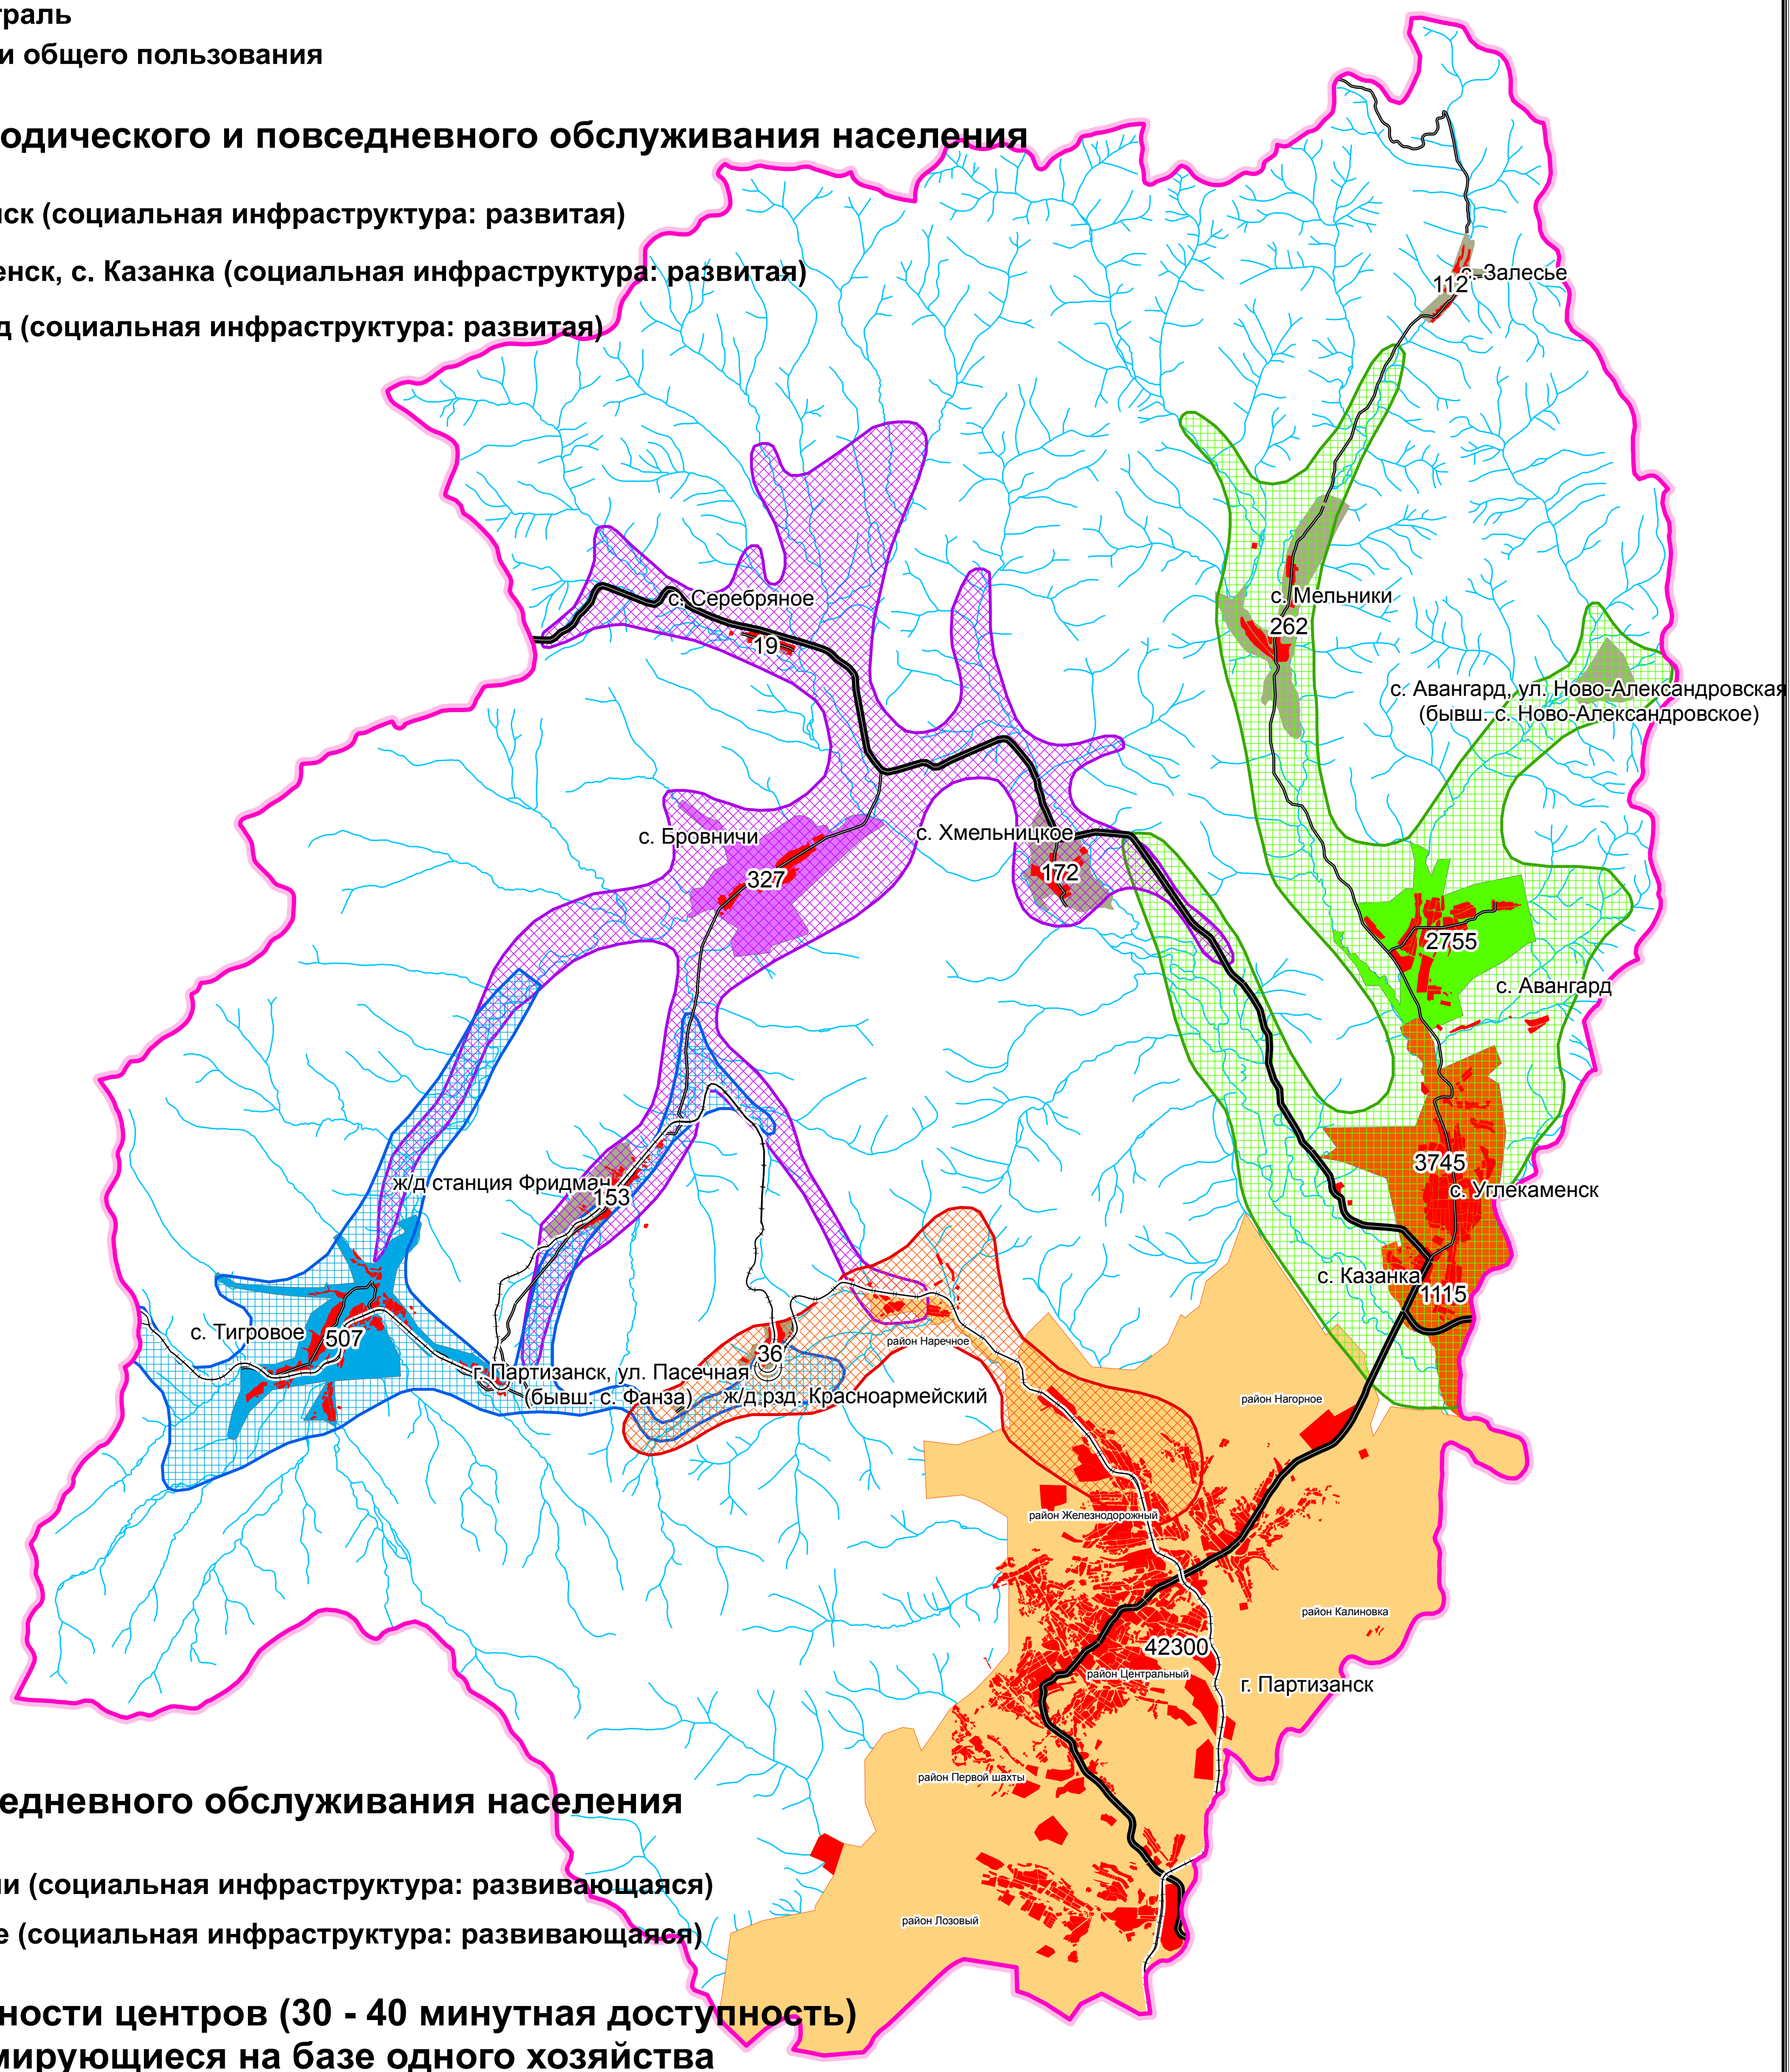 траль
и общего пользования
одического и повседневного обслуживания населения
ск (социальная инфраструктура: развитая)
енск, с. Казанка (социальная инфраструктура: развитая)
д (социальная инфраструктура: развитая)
с. Залесье
112
с. Серебряное
19
с. Мельники
262
с. Авангард, ул. Ново-Александровская
(бывш. с. Ново-Александровское)
с. Бровничи
327
с. Хмельницкое
172
2755
с. Авангард
3745
с. Углекаменск
ж/д станция Фридман
153
с. Казанка
1115
с. Тигровое
507
36
район Наречное
г. Партизанск, ул. Пасечная
(бывш. с. Фанза)
ж/д рзд. Красноармейский
район Нагорное
район Железнодорожный
район Калиновка
42300
район Центральный
г. Партизанск
район Первой шахты
район Лозовый
едневного обслуживания населения
и (социальная инфраструктура: развивающаяся)
е (социальная инфраструктура: развивающаяся)
ности центров (30 - 40 минутная доступность)
мирующиеся на базе одного хозяйства